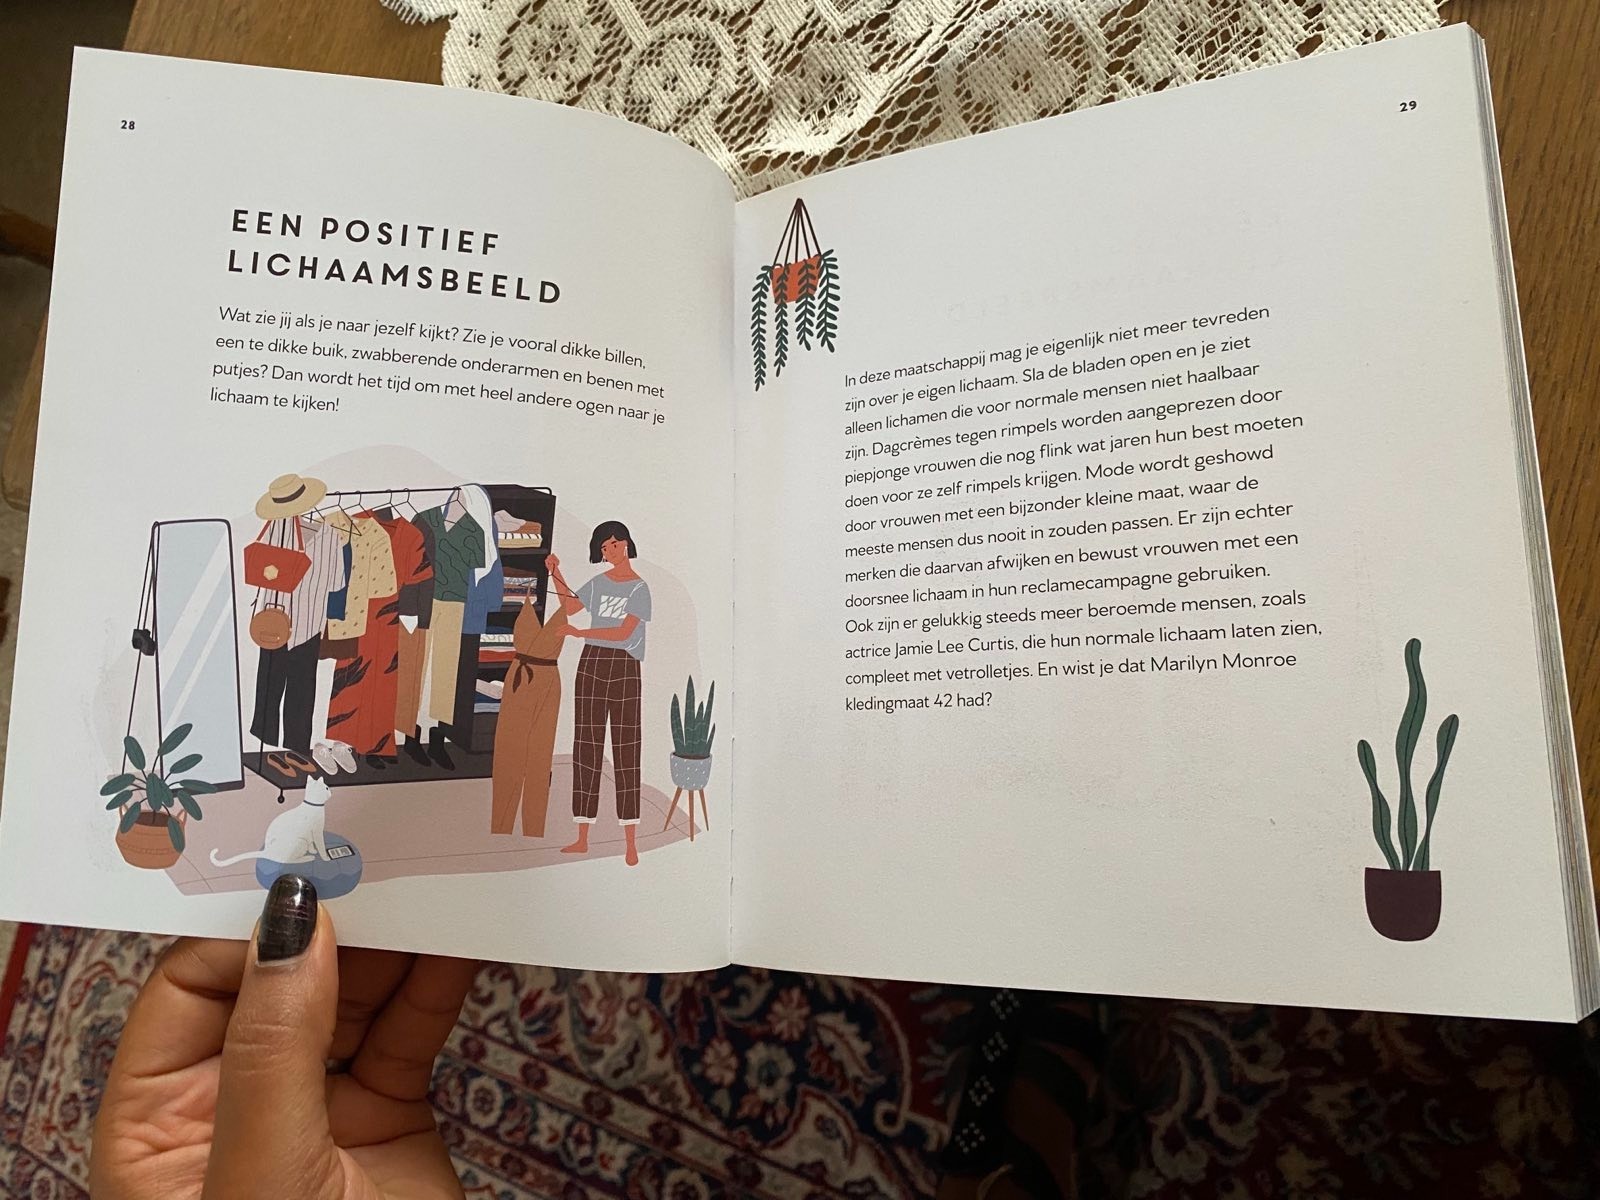 28
EEN POSITIEF
LICHAAMSBEELD
Wat zie jij als je naar jezelf kijkt? Zie je vooral dikke billen,
een te dikke buik, zwabberende onderarmen en benen met
putjes? Dan wordt het tijd om met heel andere ogen naar je
lichaam te kijken!
29
In deze maatschappij mag je eigenlijk niet meer tevreden
zijn over je eigen lichaam. Sla de bladen open en je ziet
alleen lichamen die voor normale mensen niet haalbaar
zijn. Dagcrèmes tegen rimpels worden aangeprezen door
piepjonge vrouwen die nog flink wat jaren hun best moeten
doen voor ze zelf rimpels krijgen. Mode wordt geshowd
door vrouwen met een bijzonder kleine maat, waar de
meeste mensen dus nooit in zouden passen. Er zijn echter
merken die daarvan afwijken en bewust vrouwen met een
doorsnee lichaam in hun reclamecampagne gebruiken.
Ook zijn er gelukkig steeds meer beroemde mensen, zoals
actrice Jamie Lee Curtis, die hun normale lichaam laten zien,
compleet met vetrolletjes. En wist je dat Marilyn Monroe
kledingmaat 42 had?